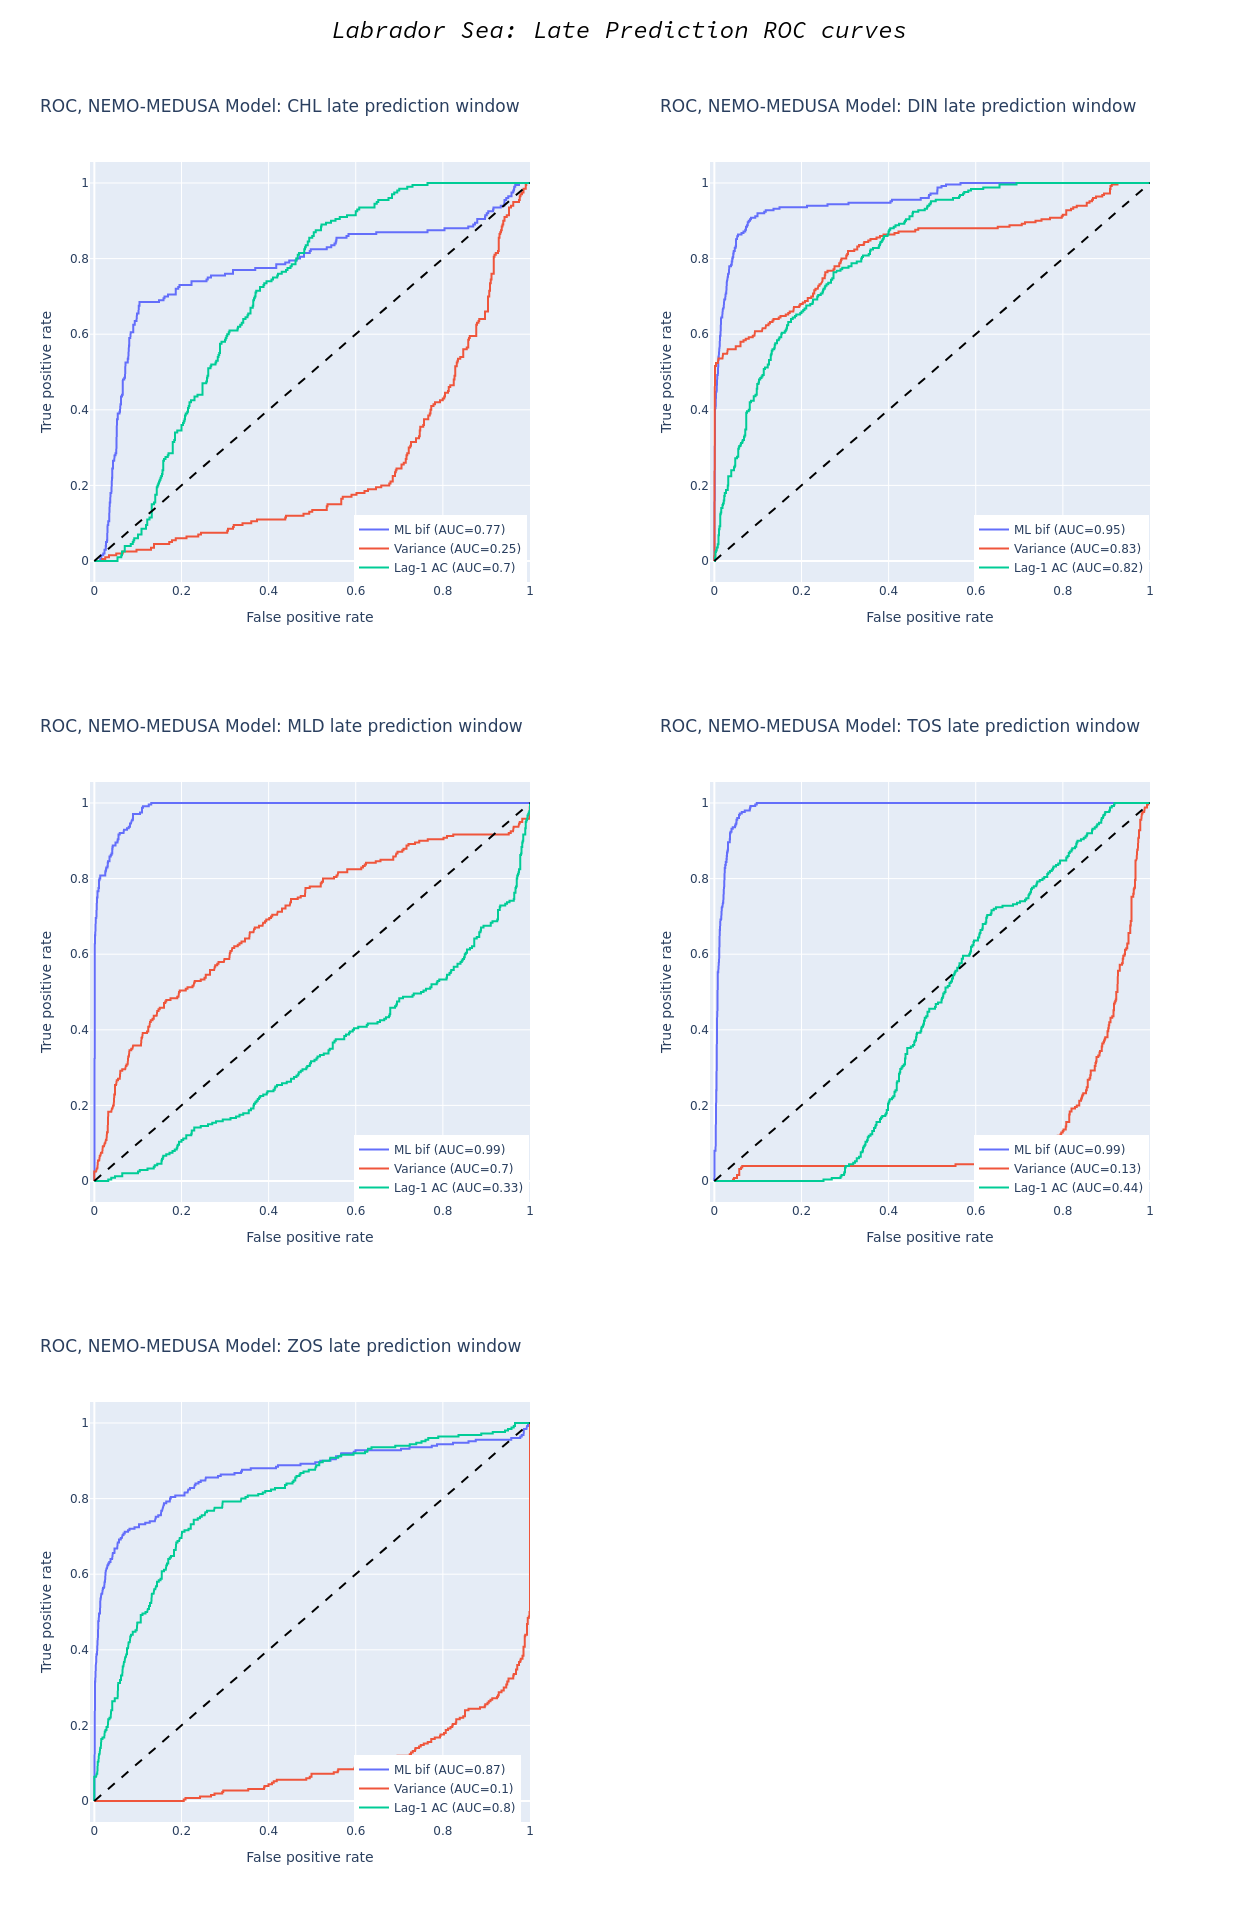 Labrador Sea: Late Prediction ROC curves
ROC, NEMO-MEDUSA Model: CHL late prediction window
1
0.8
0.6
0.4
0.2
0
True positive rate
ML bif (AUC=0.77)
Variance (AUC=0.25)
Lag-1 AC (AUC=0.7)
0 0.2 0.4 0.6 0.8 1
False positive rate
ROC, NEMO-MEDUSA Model: DIN late prediction window
1
0.8
0.6
0.4
0.2
0
True positive rate
ML bif (AUC=0.95)
Variance (AUC=0.83)
Lag-1 AC (AUC=0.82)
0 0.2 0.4 0.6 0.8 1
False positive rate
ROC, NEMO-MEDUSA Model: MLD late prediction window
1
0.8
0.6
0.4
0.2
0
True positive rate
ML bif (AUC=0.99)
Variance (AUC=0.7)
Lag-1 AC (AUC=0.33)
0 0.2 0.4 0.6 0.8 1
False positive rate
ROC, NEMO-MEDUSA Model: TOS late prediction window
1
0.8
0.6
0.4
0.2
0
True positive rate
ML bif (AUC=0.99)
Variance (AUC=0.13)
Lag-1 AC (AUC=0.44)
0 0.2 0.4 0.6 0.8 1
False positive rate
ROC, NEMO-MEDUSA Model: ZOS late prediction window
1
0.8
0.6
0.4
0.2
0
True positive rate
ML bif (AUC=0.87)
Variance (AUC=0.1)
Lag-1 AC (AUC=0.8)
0 0.2 0.4 0.6 0.8 1
False positive rate